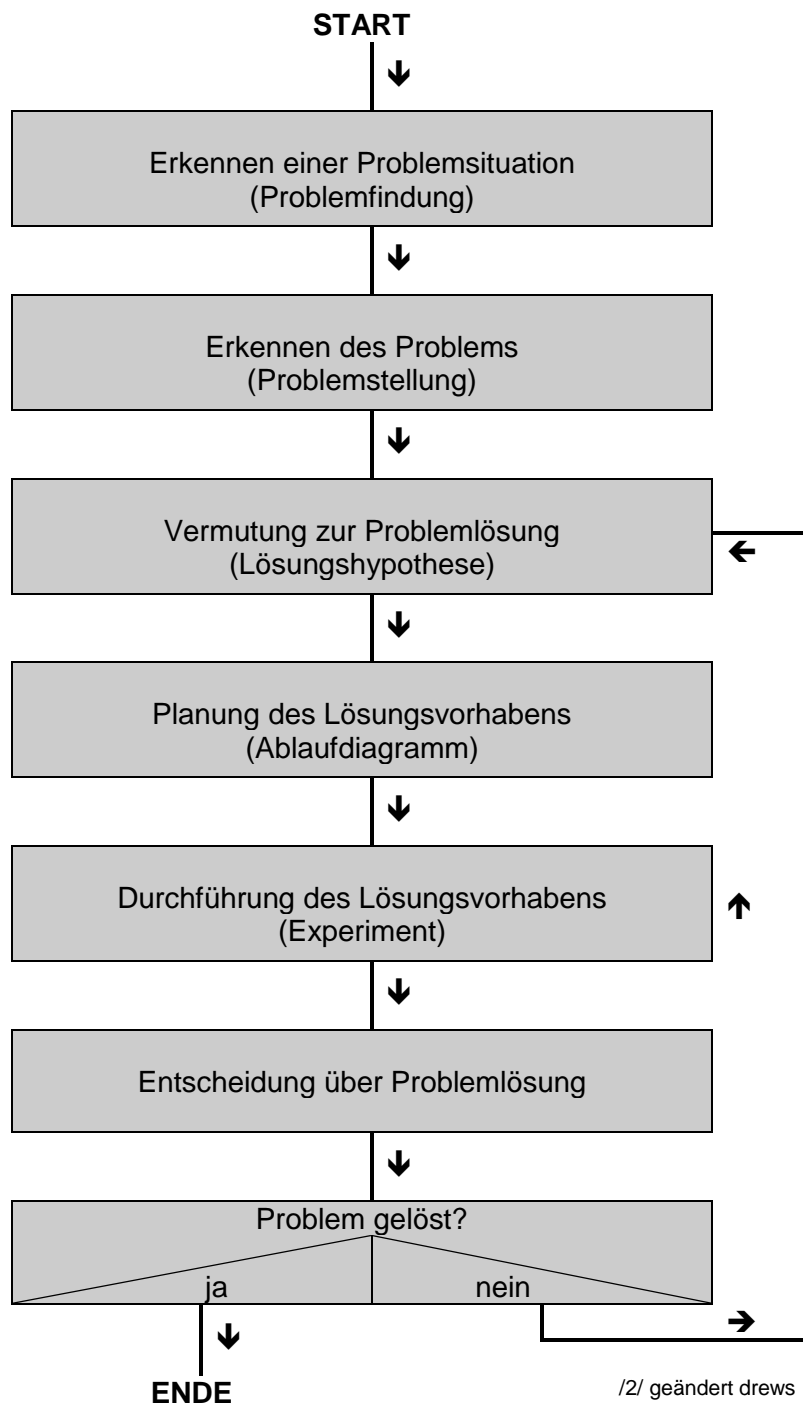 START
Erkennen einer Problemsituation
(Problemfindung)
Erkennen des Problems
(Problemstellung)
Vermutung zur Problemlösung
(Lösungshypothese)
Planung des Lösungsvorhabens
(Ablaufdiagramm)
Durchführung des Lösungsvorhabens
(Experiment)
Entscheidung über Problemlösung
Problem gelöst?
ja nein
ENDE
/2/ geändert drews